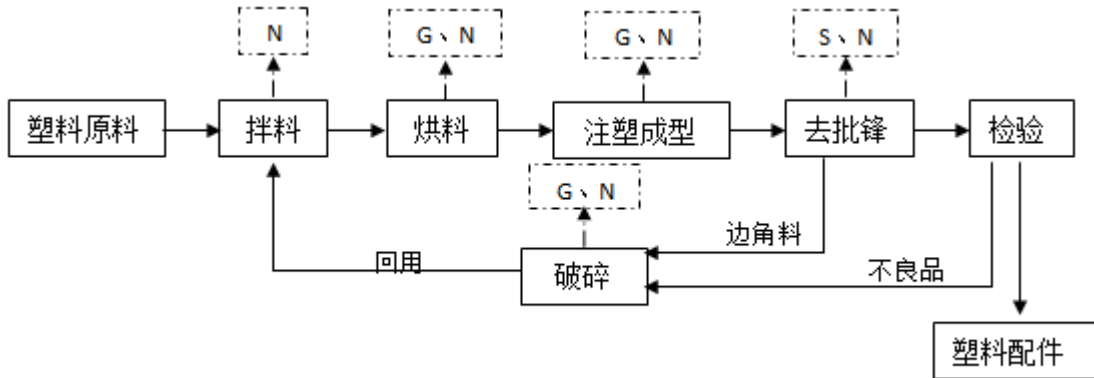 N
G、N
G、N
S、N
塑料原料
拌料
烘料
注塑成型
去批锋
检验
G、N
边角料
回用
破碎
不良品
塑料配件